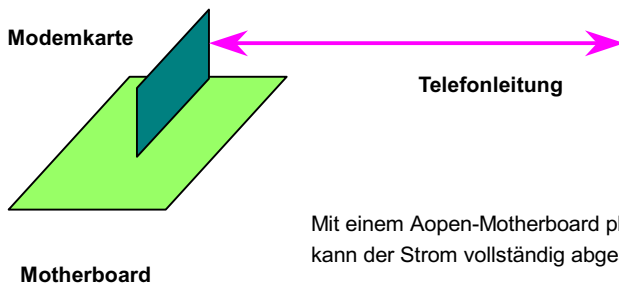 Modemkarte
Telefonleitung
Mit einem Aopen-Motherboard
kann der Strom vollständig
Motherboard